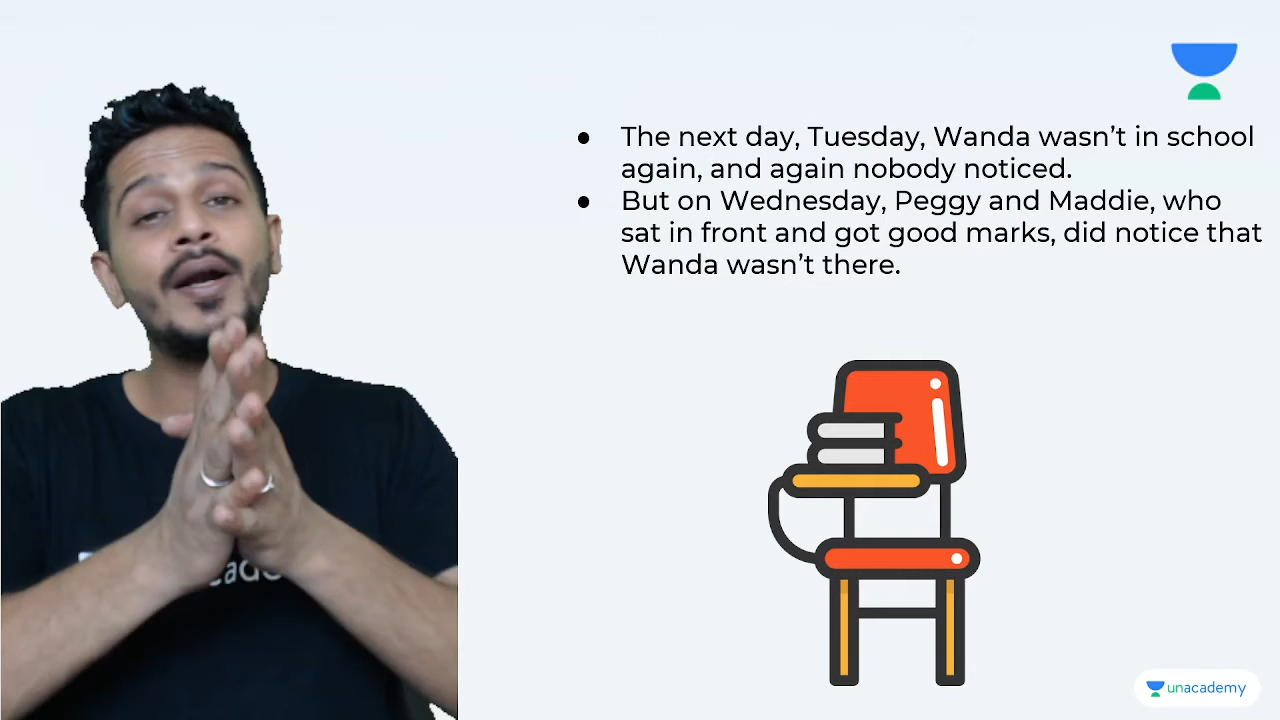 ● The next day, Tuesday, Wanda wasn’t in school
again, and again nobody noticed.
● But on Wednesday, Peggy and Maddie, who
sat in front and got good marks, did notice that
Wanda wasn’t there.
unacademy